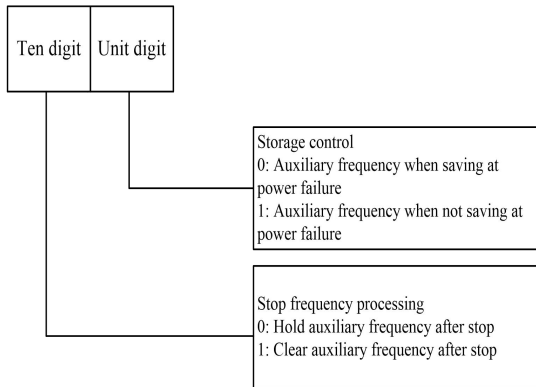 Ten digit
Unit digit
Storage control
0: Auxiliary frequency when saving at
power failure
1: Auxiliary frequency when not saving at
power failure
Stop frequency processing
0: Hold auxiliary frequency after stop
1: Clear auxiliary frequency after stop